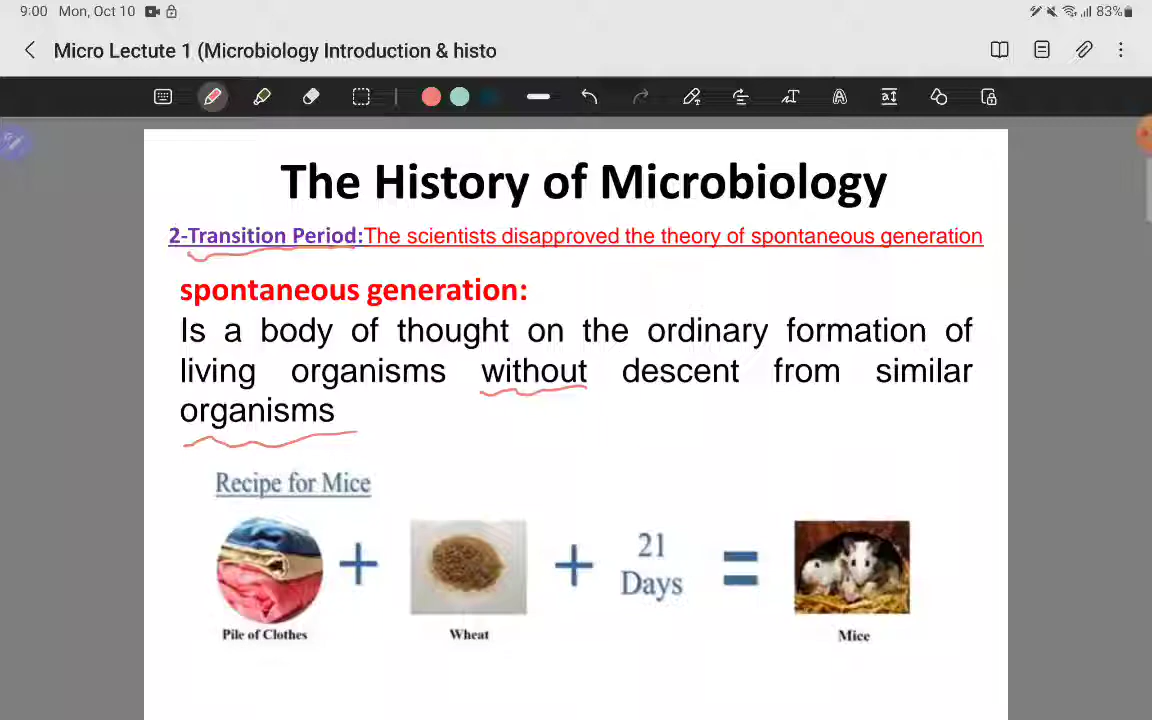 9:00 Mon, Oct 10 83%
Micro Lectute 1 (Microbiology Introduction & histo
The History of Microbiology
2-Transition Period:The scientists disapproved the theory of spontaneous generation
spontaneous generation:
Is a body of thought on the ordinary formation of
living organisms without descent from similar
organisms
Recipe for Mice
+ + 21 Days =
Pile of Clothes Wheat Mice